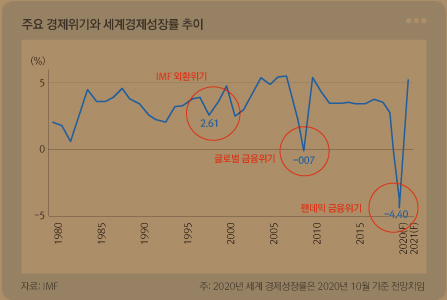 주요 경제위기와 세계경제성장률 추이
(%)
IMF 외환위기
5
2.61
글로벌 금융위기
0
-007
팬데믹 금융위기
-4.40
-5
1980
1985
1990
1995
2000
2005
2010
2015
2020(F)
2021(F)
자료: IMF
주: 2020년 세계 경제성장률은 2020년 10월 기준 전망치임